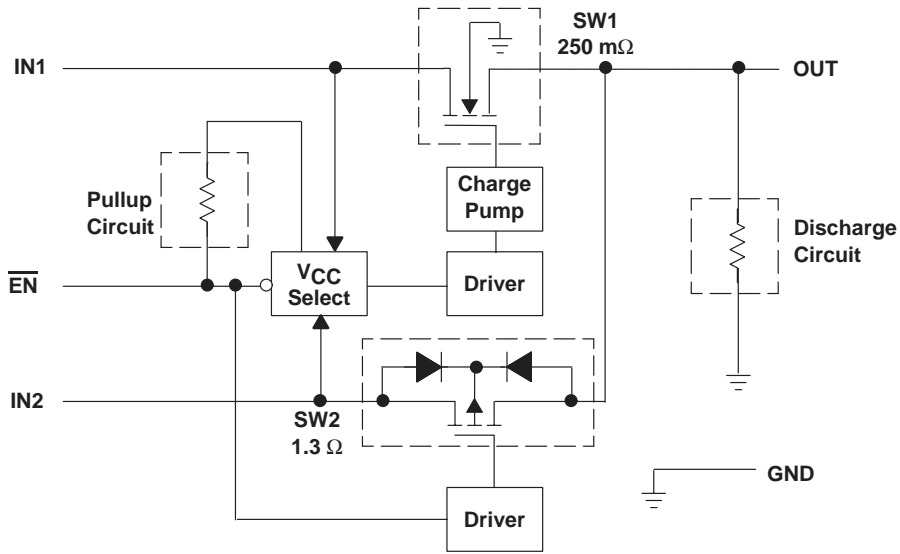 SW1
250 mΩ
IN1
OUT
Charge
Pump
Pullup
Circuit
Discharge
Circuit
EN
VCC
Select
Driver
IN2
SW2
1.3 Ω
GND
Driver